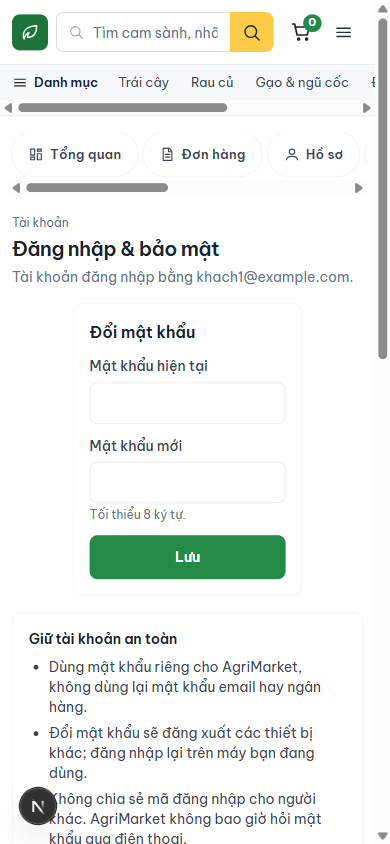 Tìm cam sành, nhã
0
Danh mục
Trái cây
Rau củ
Gạo & ngũ cốc
Tổng quan
Đơn hàng
Hồ sơ
Tài khoản
Đăng nhập & bảo mật
Tài khoản đăng nhập bằng khach1@example.com.
Đổi mật khẩu
Mật khẩu hiện tại
Mật khẩu mới
Tối thiểu 8 ký tự.
Lưu
Giữ tài khoản an toàn
Dùng mật khẩu riêng cho AgriMarket,
không dùng lại mật khẩu email hay ngân
hàng.
Đổi mật khẩu sẽ đăng xuất các thiết bị
khác; đăng nhập lại trên máy bạn đang
dùng.
Không chia sẻ mã đăng nhập cho người
khác. AgriMarket không bao giờ hỏi mật
khẩu qua điện thoại.
N